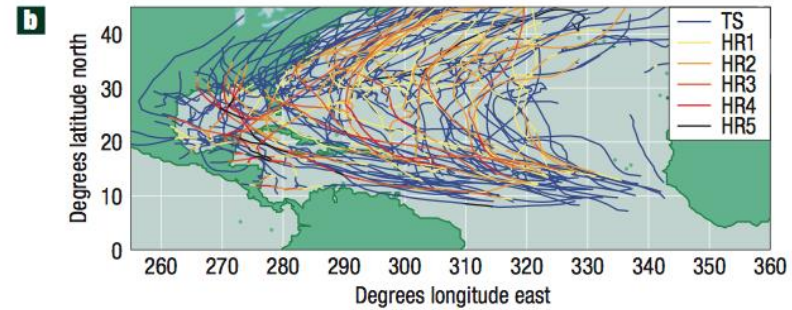 b
TS
HR1
HR2
HR3
HR4
HR5
Degrees latitude north
40
30
20
10
0
260 270 280 290 300 310 320 330 340 350 360
Degrees longitude east